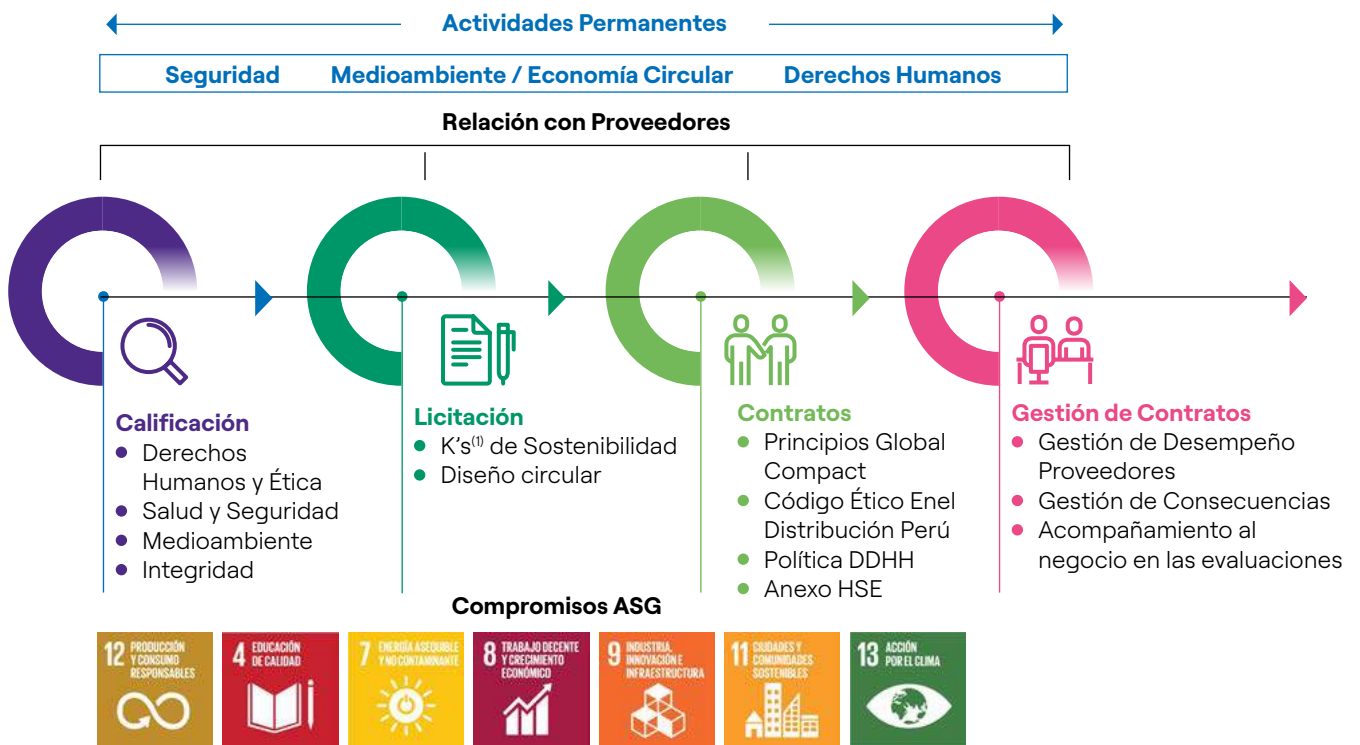 Actividades Permanentes
Seguridad Medioambiente / Economía Circular Derechos Humanos
Relación con Proveedores
Calificación
Derechos
Humanos y Ética
Salud y Seguridad
Medioambiente
Integridad
Licitación
K's(1) de Sostenibilidad
Diseño circular
Contratos
Principios Global
Compact
Código Ético Enel
Distribución Perú
Política DDHH
Anexo HSE
Gestión de Contratos
Gestión de Desempeño
Proveedores
Gestión de Consecuencias
Acompañamiento al
negocio en las evaluaciones
Compromisos ASG
12 PRODUCCIÓN
Y CONSUMO
RESPONSABLES
4 EDUCACIÓN
DE CALIDAD
7 ENERGÍA ASEQUIBLE
Y NO CONTAMINANTE
8 TRABAJO DECENTE
Y CRECIMIENTO
ECONÓMICO
9 INDUSTRIA,
INNOVACIÓN E
INFRAESTRUCTURA
11 CIUDADES Y
COMUNIDADES
SOSTENIBLES
13 ACCIÓN
POR EL CLIMA